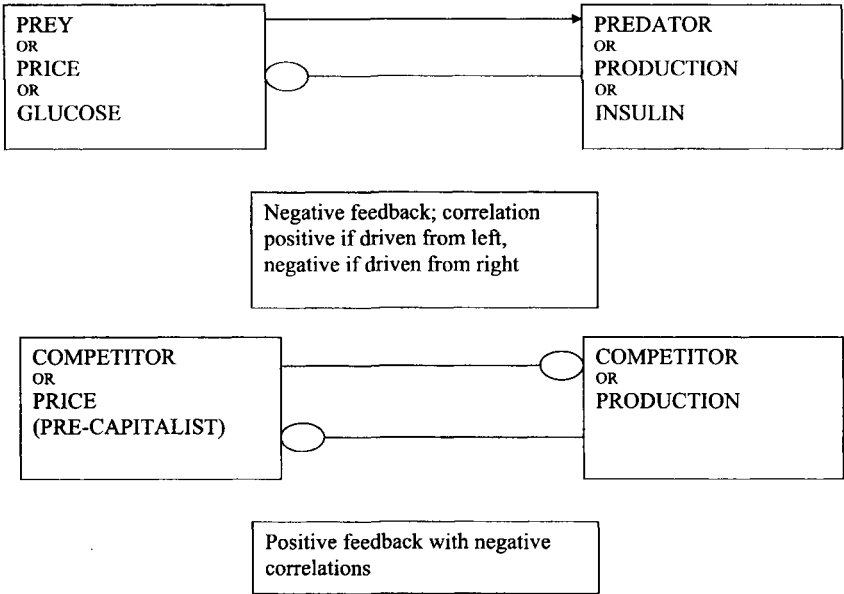 PREY
OR
PRICE
OR
GLUCOSE
PREDATOR
OR
PRODUCTION
OR
INSULIN
Negative feedback; correlation
positive if driven from left,
negative if driven from right
COMPETITOR
OR
PRICE
(PRE-CAPITALIST)
COMPETITOR
OR
PRODUCTION
Positive feedback with negative
correlations